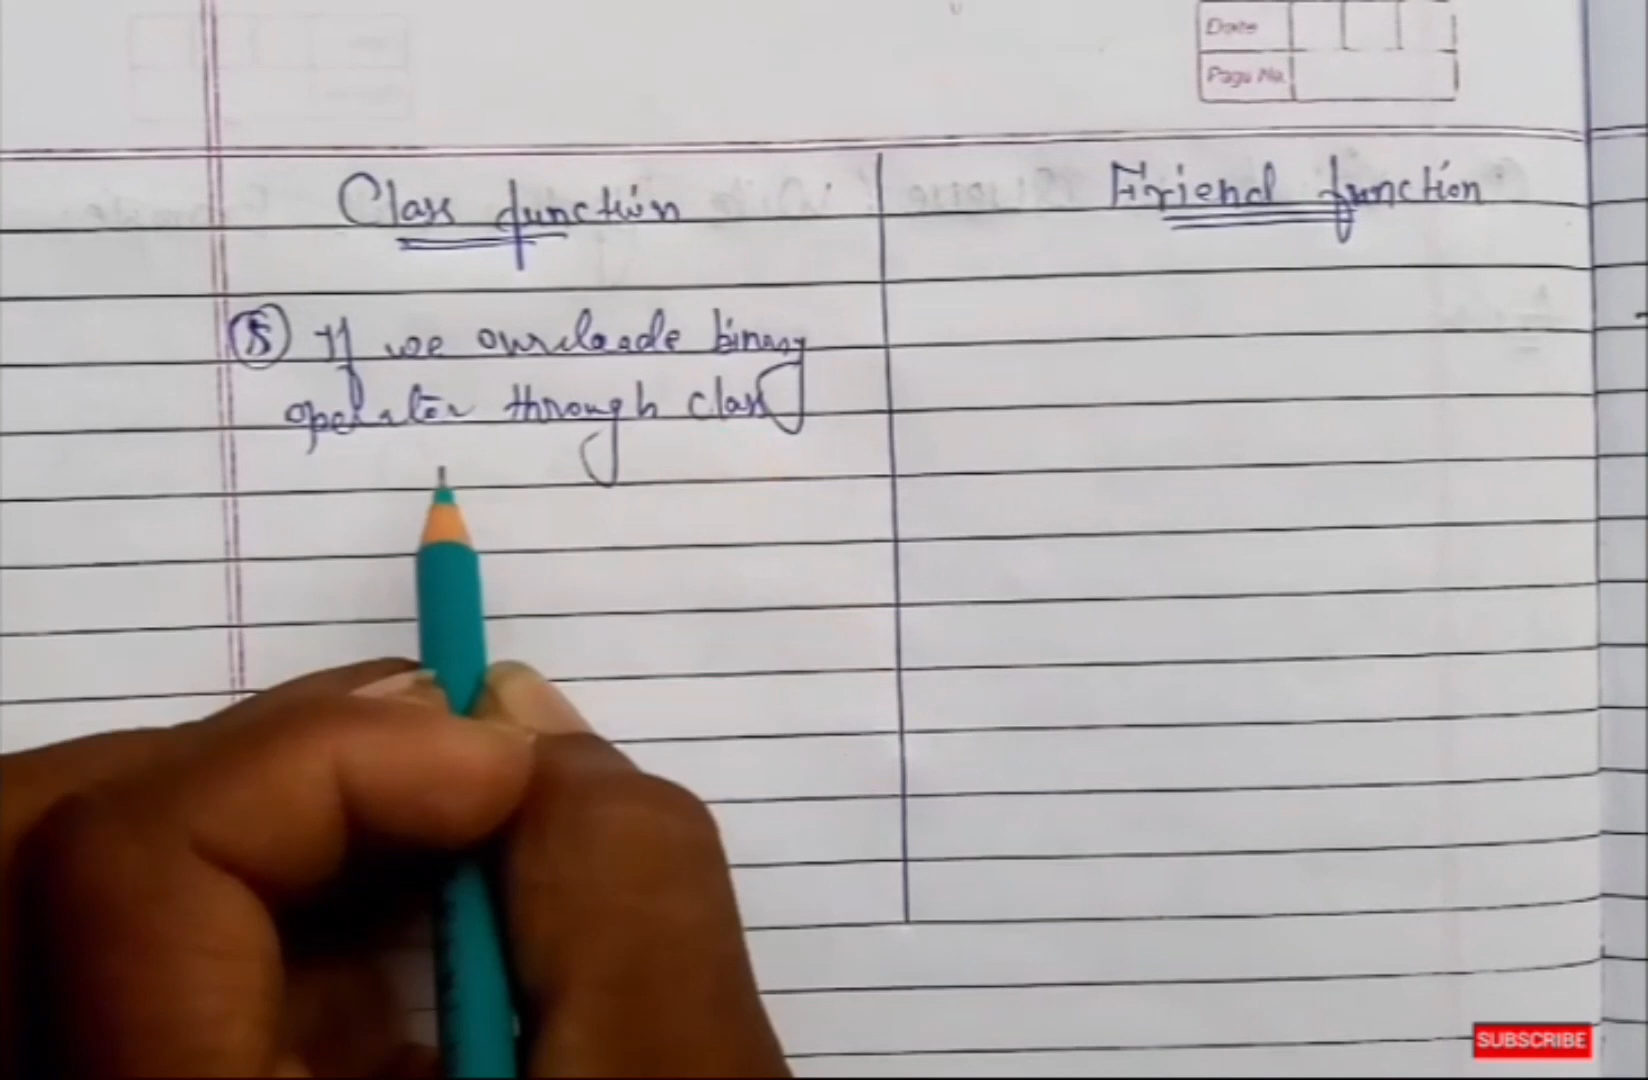 Date
Page No.
Class function
Friend function
5 If we overloade binary
operator through class
SUBSCRIBE